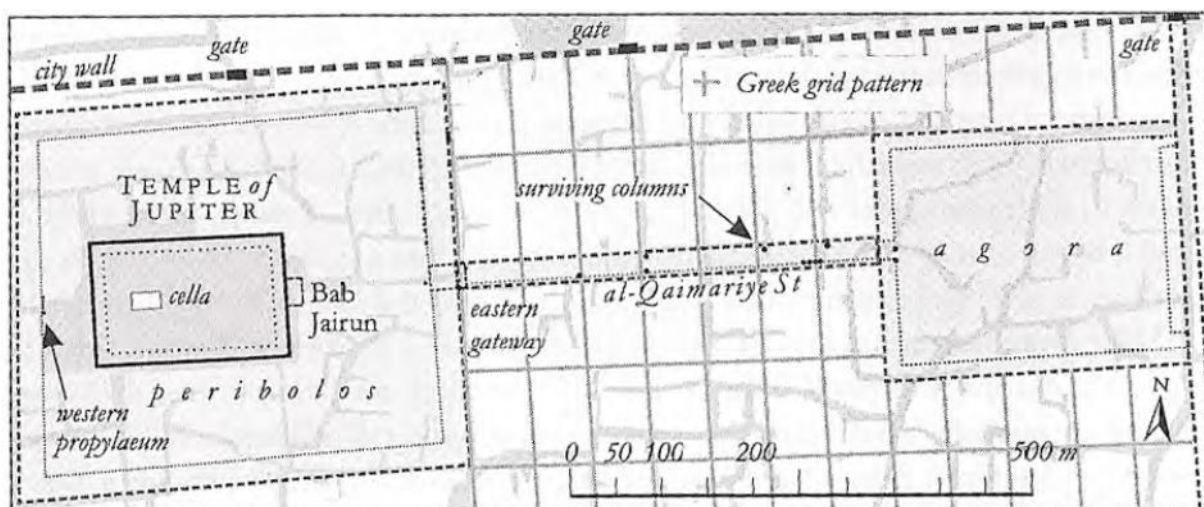 gate
gate
gate
city wall
Greek grid pattern
TEMPLE of
JUPITER
surviving columns
agora
cella
Bab
Jairun
al-Qaimariye St
eastern
gateway
peribolos
western
propylaeum
N
0 50 100 200 500 m